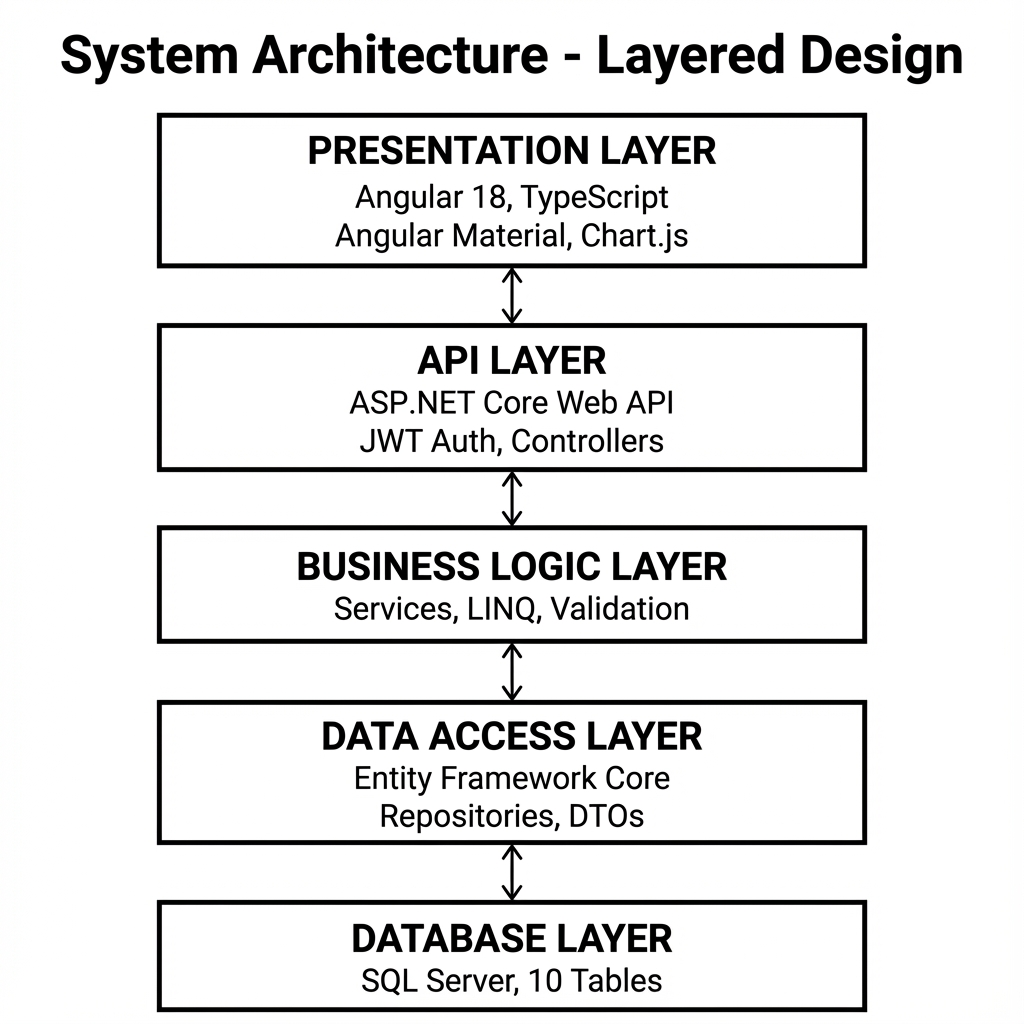 System Architecture - Layered Design
PRESENTATION LAYER
Angular 18, TypeScript
Angular Material, Chart.js
API LAYER
ASP.NET Core Web API
JWT Auth, Controllers
BUSINESS LOGIC LAYER
Services, LINQ, Validation
DATA ACCESS LAYER
Entity Framework Core
Repositories, DTOs
DATABASE LAYER
SQL Server, 10 Tables